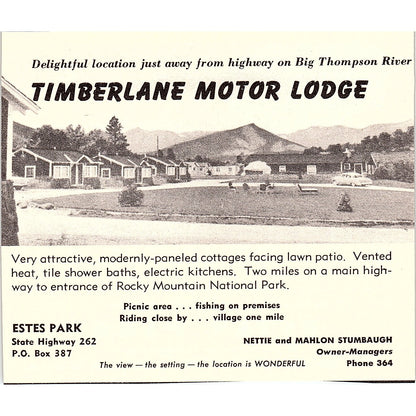 Delightful location just away from highway on Big Thompson River
TIMBERLANE MOTOR LODGE
Very attractive, modernly-paneled cottages facing lawn patio. Vented
heat, tile shower baths, electric kitchens. Two miles on a main high-
way to entrance of Rocky Mountain National Park.
Picnic area . . . fishing on premises
Riding close by . . . village one mile
ESTES PARK
State Highway 262
P.O. Box 387
NETTIE and MAHLON STUMBAUGH
Owner-Managers
Phone 364
The view — the setting — the location is WONDERFUL